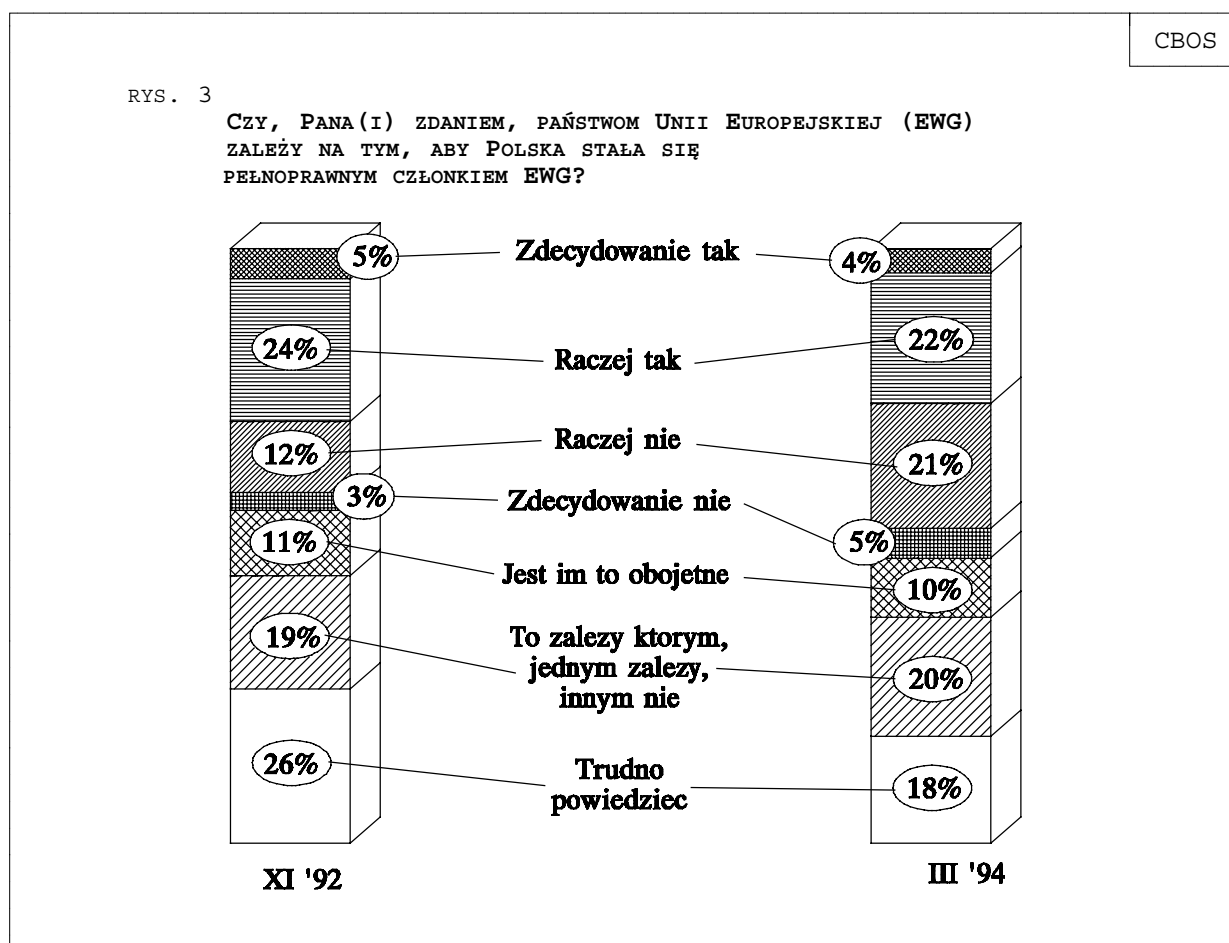 CBOS
RYS. 3
CZY, PANA(I) ZDANIEM, PAŃSTWOM UNII EUROPEJSKIEJ (EWG)
ZALEŻY NA TYM, ABY POLSKA STAŁA SIĘ
PEŁNOPRAWNYM CZŁONKIEM EWG?
5% Zdecydowanie tak 4%
24% Raczej tak 22%
12% Raczej nie 21%
3% Zdecydowanie nie 5%
11% Jest im to obojetne 10%
19% To zalezy ktorym, 20%
jednym zalezy,
innym nie
26% Trudno 18%
powiedziec
XI '92 III '94